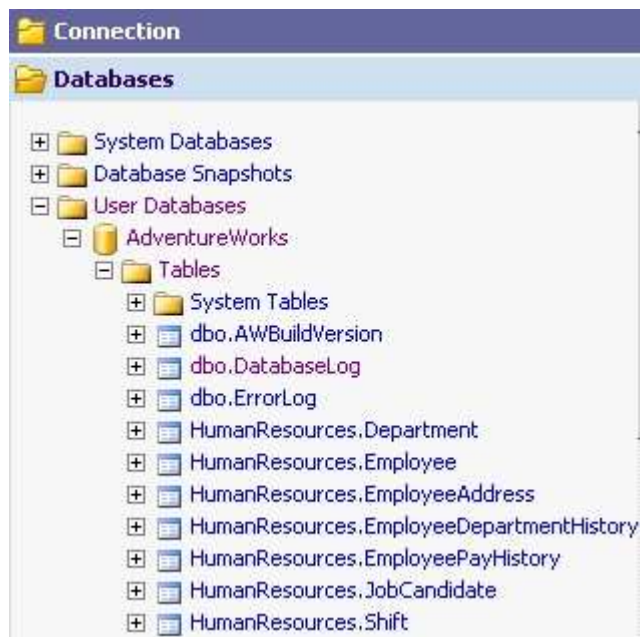 Connection
Databases
System Databases
Database Snapshots
User Databases
AdventureWorks
Tables
System Tables
dbo.AWBuildVersion
dbo.DatabaseLog
dbo.ErrorLog
HumanResources.Department
HumanResources.Employee
HumanResources.EmployeeAddress
HumanResources.EmployeeDepartmentHistory
HumanResources.EmployeePayHistory
HumanResources.JobCandidate
HumanResources.Shift